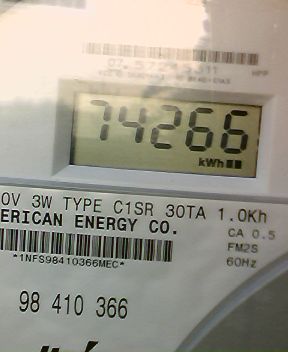 74266
kWh
0V 3W TYPE C1SR 30TA 1.0Kh
ERICAN ENERGY CO.
CA 0.5
FM2S
*1NFS98410366MEC*
60Hz
98 410 366